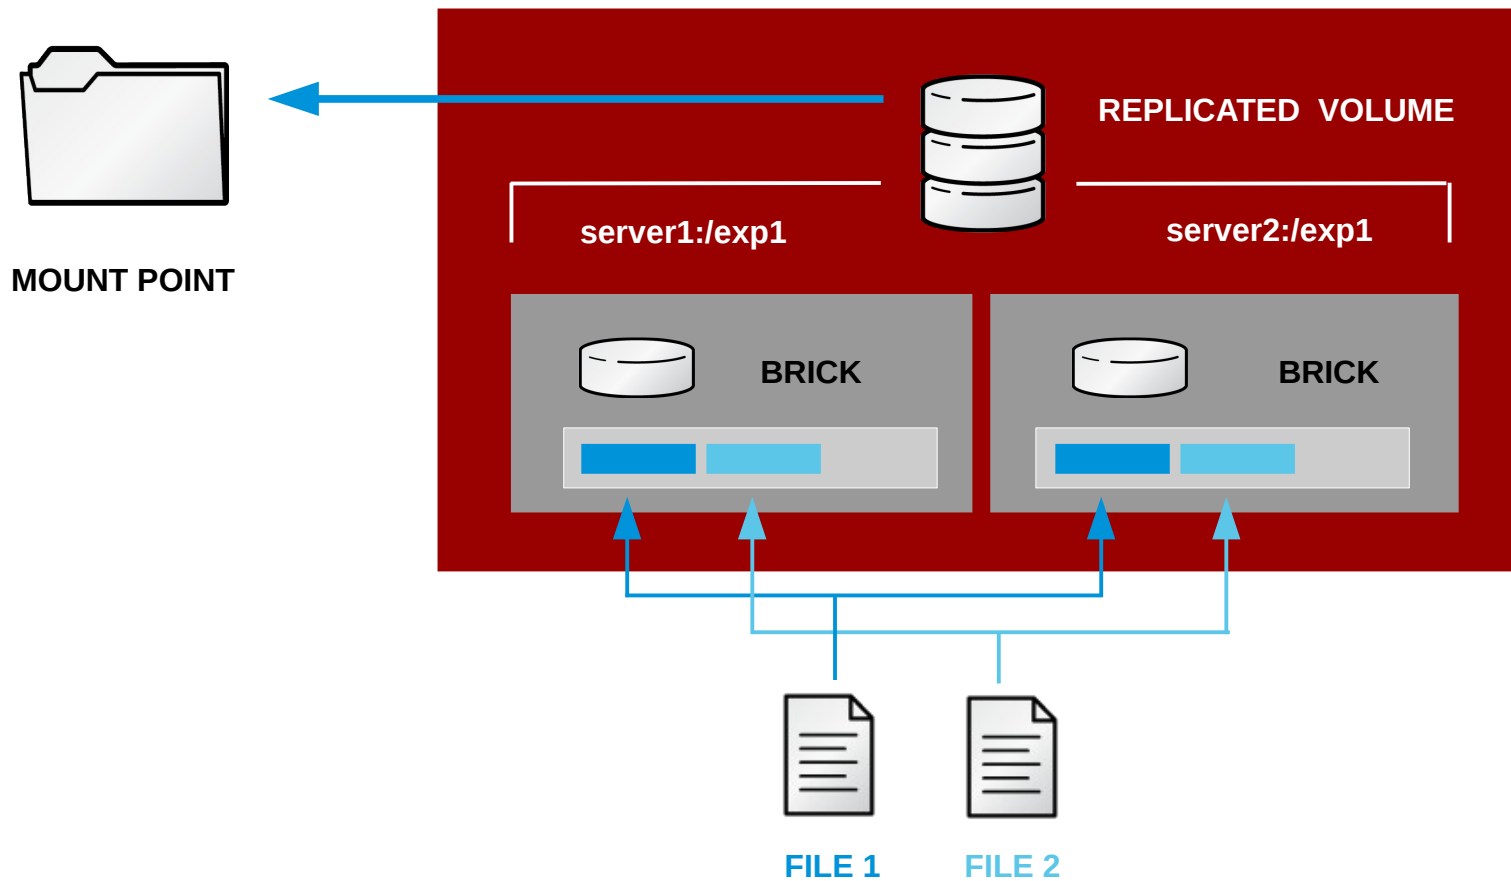 REPLICATED VOLUME
server1:/exp1
server2:/exp1
MOUNT POINT
BRICK
BRICK
FILE 1
FILE 2